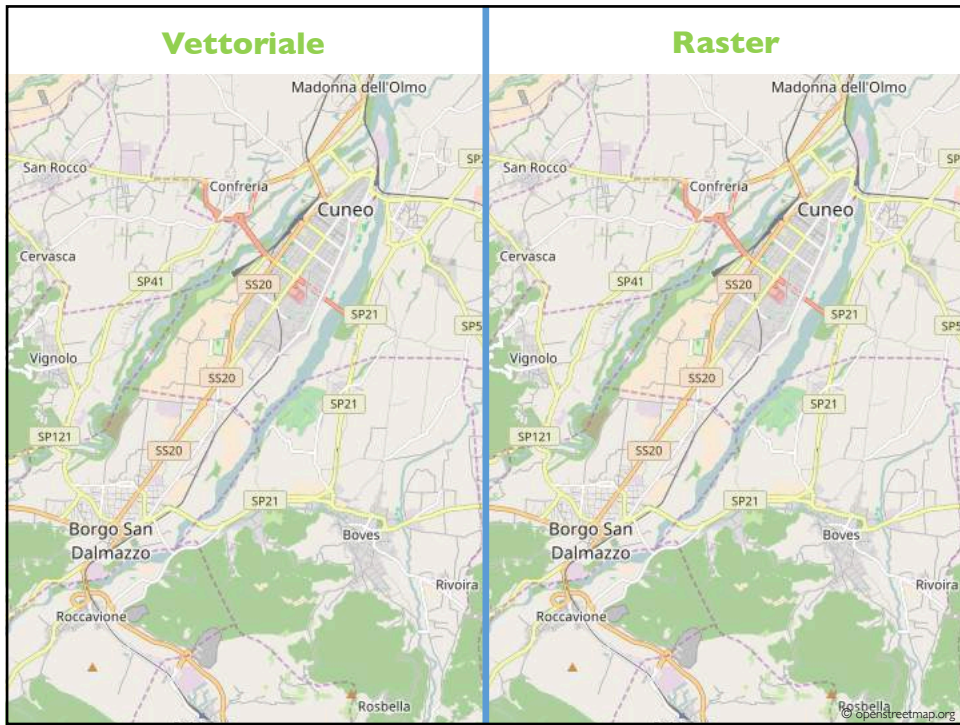 Vettoriale
Madonna dell'Olmo
San Rocco
Confreria
Cuneo
Cervasca
SP41
SS20
SP21
Vignolo
SS20
SP21
SP121
SS20
SP21
Borgo San
Dalmazzo
Boves
Rivoira
Roccavione
Rosbella
Raster
Madonna dell'Olmo
San Rocco
Confreria
Cuneo
Cervasca
SP41
SS20
SP21
Vignolo
SS20
SP21
SP121
SS20
SP21
Borgo San
Dalmazzo
Boves
Rivoira
Roccavione
Rosbella
© openstreetmap.org